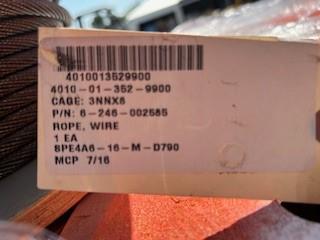 4010013529900
4010-01-352-9900
CAGE: 3NNX6
P/N: 6-246-002585
ROPE, WIRE
1 EA
SPE4A6-16-M-D790
MCP 7/16